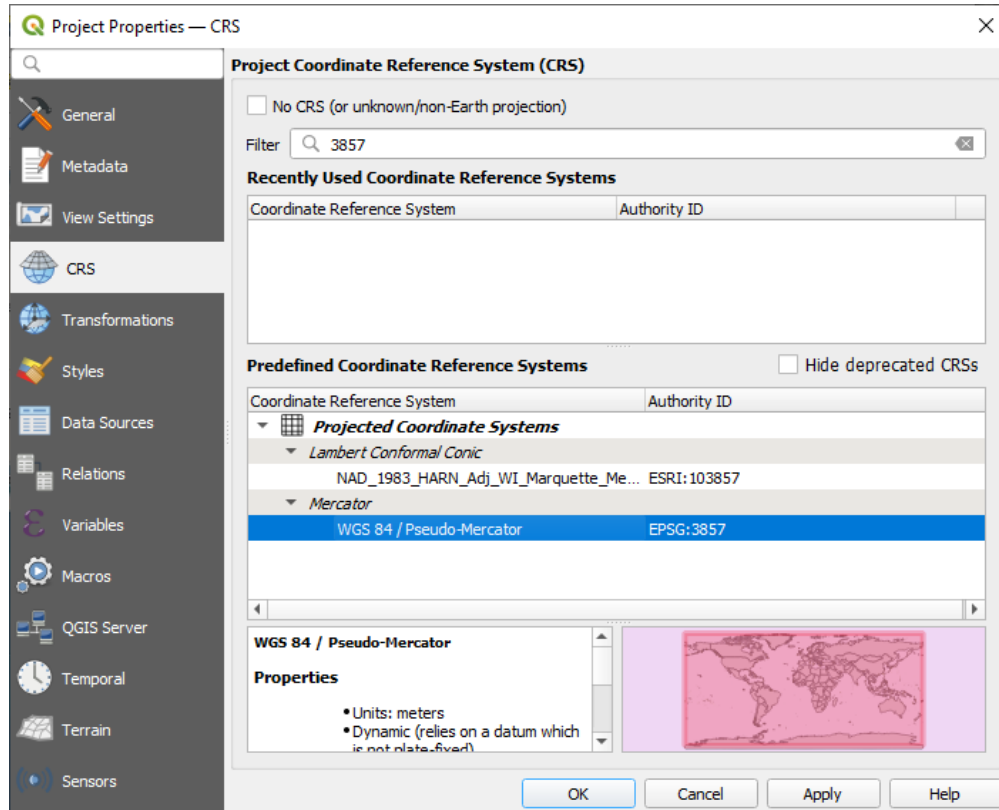 Project Properties — CRS
Project Coordinate Reference System (CRS)
General
Metadata
View Settings
CRS
Transformations
Styles
Data Sources
Relations
Variables
Macros
QGIS Server
Temporal
Terrain
Sensors
No CRS (or unknown/non-Earth projection)
Filter 3857
Recently Used Coordinate Reference Systems
Coordinate Reference System Authority ID
Predefined Coordinate Reference Systems Hide deprecated CRSs
Coordinate Reference System Authority ID
Projected Coordinate Systems
Lambert Conformal Conic
NAD_1983_HARN_Adj_WI_Marquette_Me... ESRI:103857
Mercator
WGS 84 / Pseudo-Mercator EPSG:3857
WGS 84 / Pseudo-Mercator
Properties
•Units: meters
•Dynamic (relies on a datum which
is not plate-fixed)
OK Cancel Apply Help